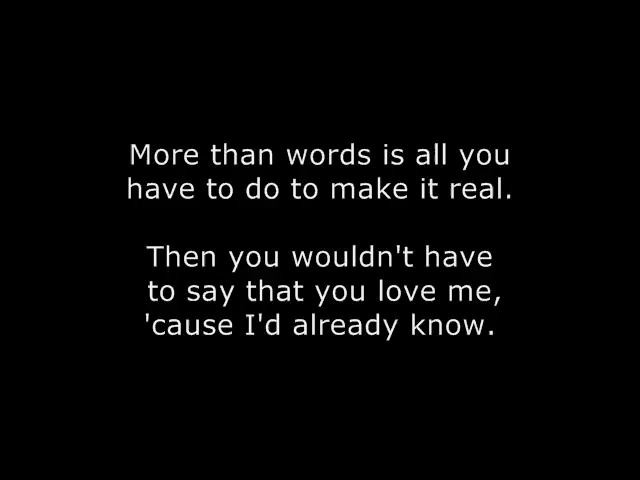 More than words is all you
have to do to make it real.
Then you wouldn't have
to say that you love me,
'cause I'd already know.